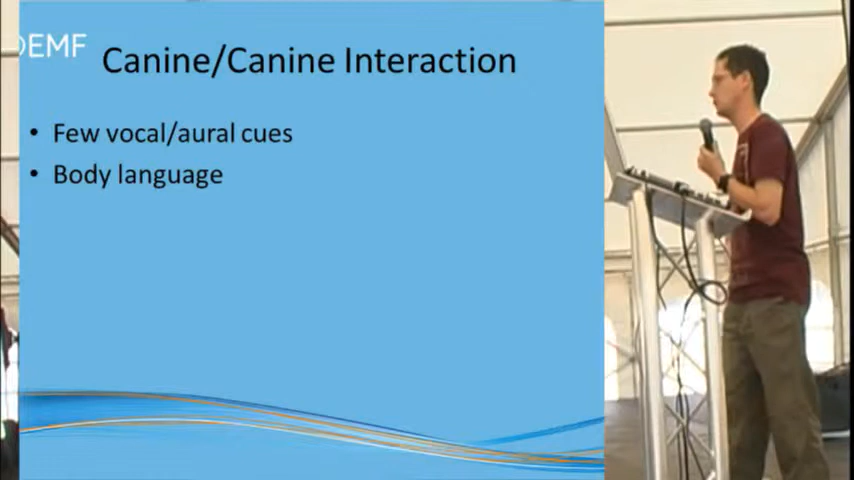 EMF
Canine/Canine Interaction
• Few vocal/aural cues
• Body language